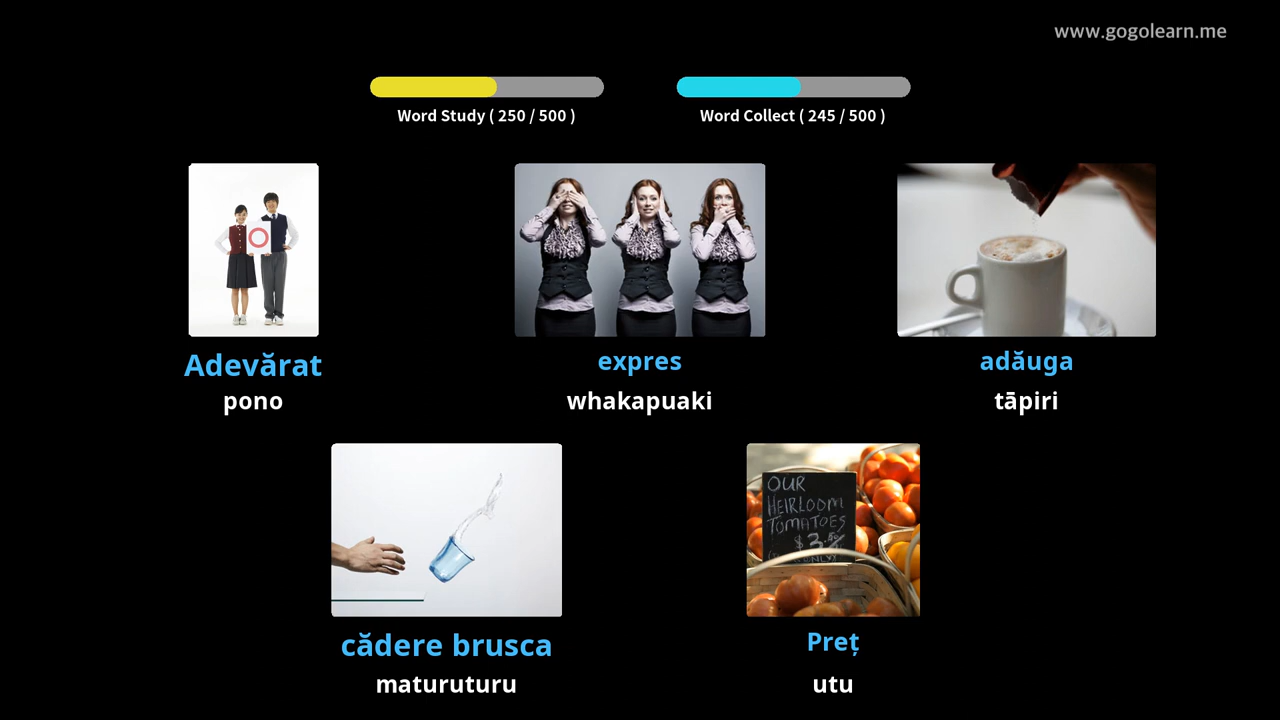 www.gogolearn.me
Word Study ( 250 / 500 )
Word Collect ( 245 / 500 )
Adevărat
pono
expres
whakapuaki
adăuga
tāpiri
OUR
HEIRLOOM
TOMATOES
cădere brusca
maturuturu
Preț
utu